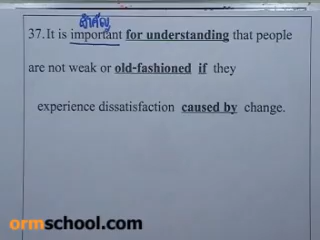 สำคัญ
37. It is important for understanding that people
are not weak or old-fashioned if they
experience dissatisfaction caused by change.
ormschool.com